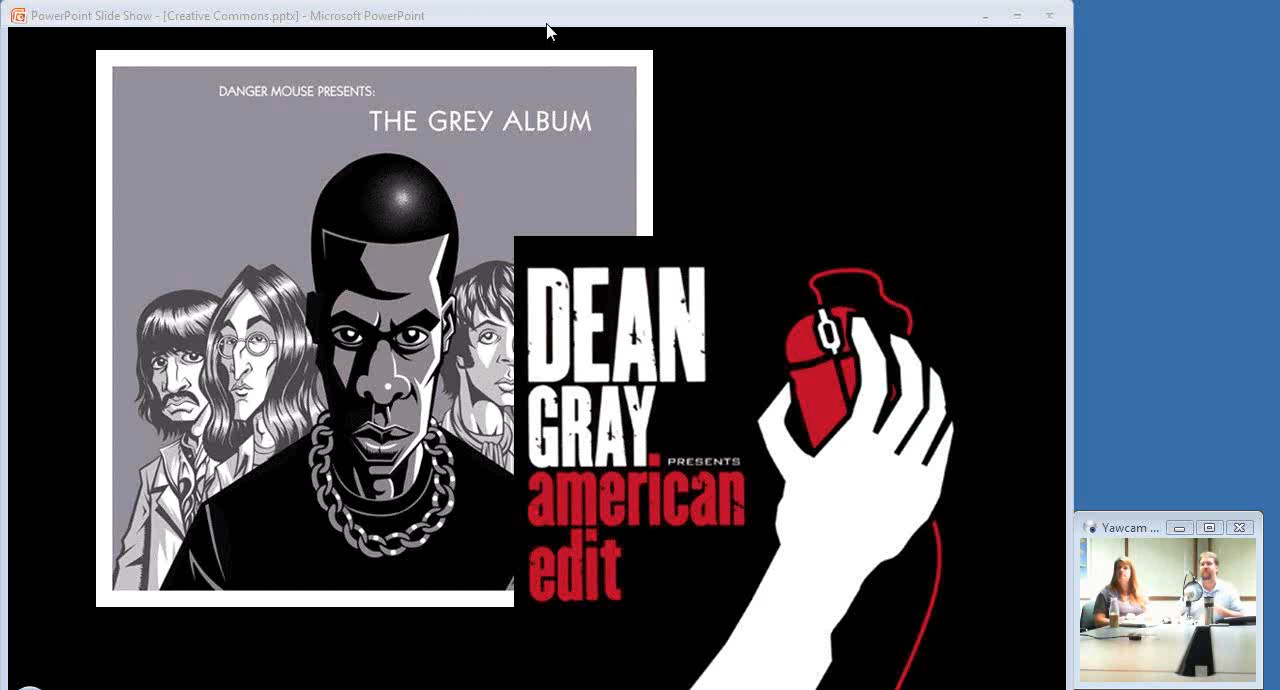 PowerPoint Slide Show - [Creative Commons.pptx] - Microsoft PowerPoint
DANGER MOUSE PRESENTS:
THE GREY ALBUM
DEAN
GRAY
PRESENTS
american
edit
Yawcam ...